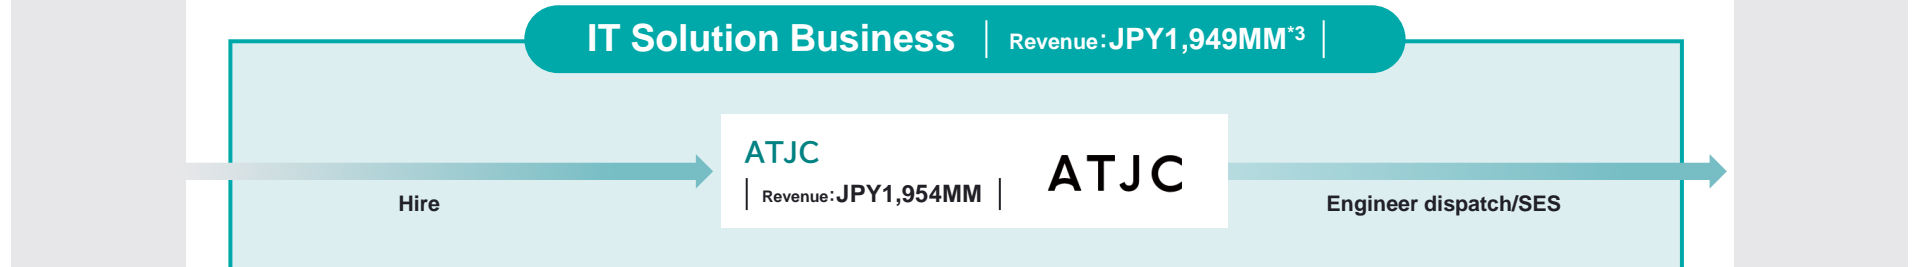 IT Solution Business | Revenue:JPY1,949MM*3 |
ATJC
| Revenue:JPY1,954MM |
ATJC
Hire
Engineer dispatch/SES